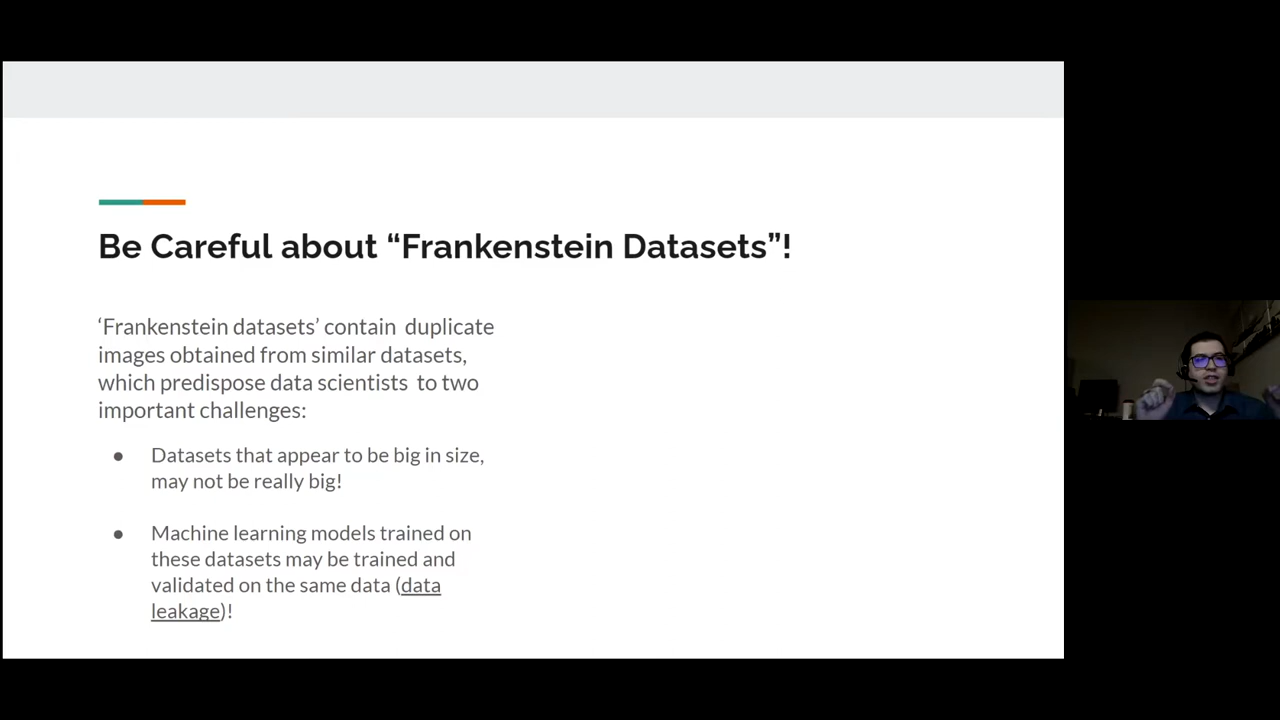 Be Careful about “Frankenstein Datasets”!
‘Frankenstein datasets’ contain duplicate
images obtained from similar datasets,
which predispose data scientists to two
important challenges:
● Datasets that appear to be big in size,
may not be really big!
● Machine learning models trained on
these datasets may be trained and
validated on the same data (data
leakage)!